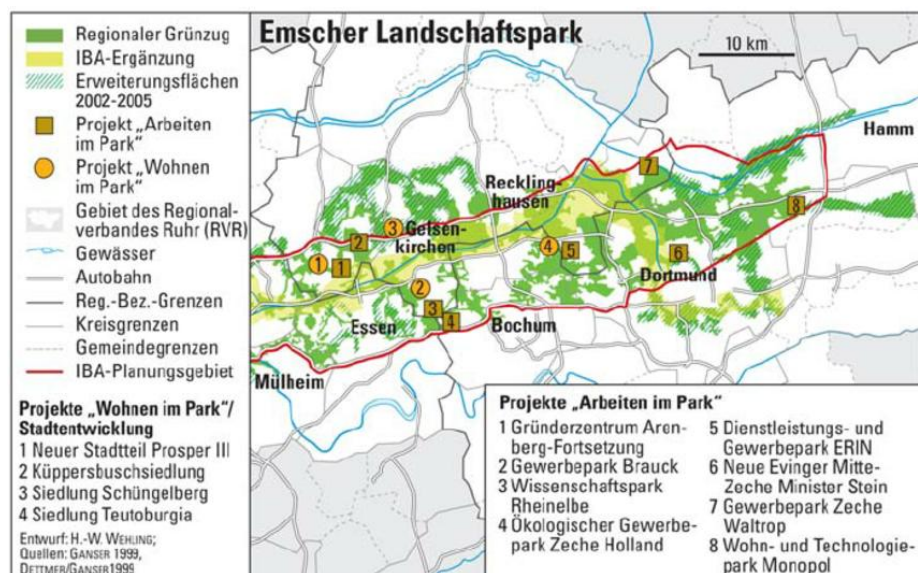 Emscher Landschaftspark
10 km
Regionaler Grünzug
IBA-Ergänzung
Erweiterungsflächen
2002-2005
Projekt „Arbeiten
im Park“
Projekt „Wohnen
im Park“
Gebiet des Regional-
verbandes Ruhr (RVR)
Gewässer
Autobahn
Reg.-Bez.-Grenzen
Kreisgrenzen
Gemeindegrenzen
IBA-Planungsgebiet
Projekte „Wohnen im Park“/
Stadtentwicklung
1 Neuer Stadtteil Prosper III
2 Küppersbuschsiedlung
3 Siedlung Schüngelberg
4 Siedlung Teutoburgia
Entwurf: H.-W. WEHLING;
Quellen: GANSER 1999,
DETTMER/GANSER1999
Hamm
7
Reckling-
hausen
8
3
2
Gelsen-
kirchen
4
5
6
1
1
Dortmund
2
3
4
Essen
Bochum
Mülheim
Projekte „Arbeiten im Park“
1 Gründerzentrum Aren-
berg-Fortsetzung
2 Gewerbepark Brauck
3 Wissenschaftspark
Rheinelbe
4 Ökologischer Gewerbe-
park Zeche Holland
5 Dienstleistungs- und
Gewerbepark ERIN
6 Neue Evinger Mitte-
Zeche Minister Stein
7 Gewerbepark Zeche
Waltrop
8 Wohn- und Technologie-
park Monopol